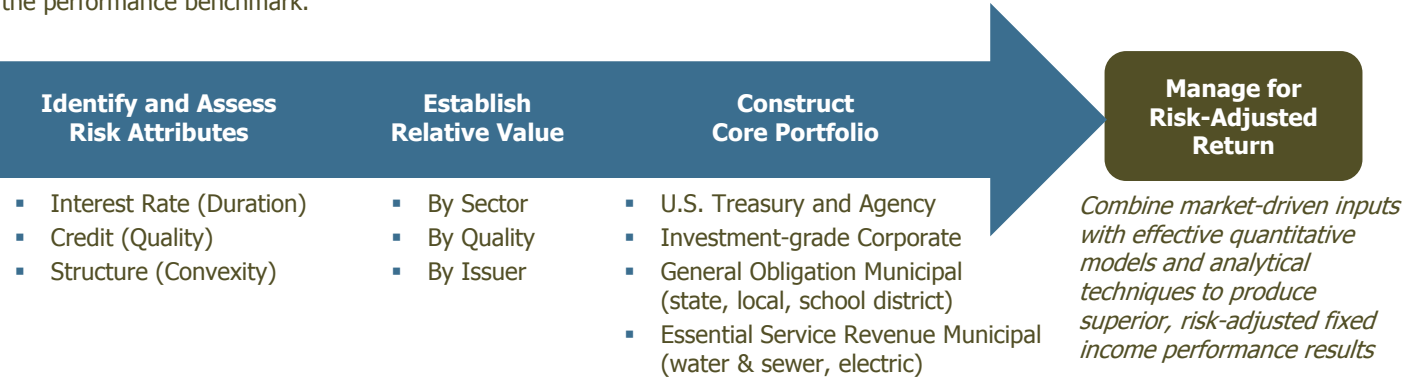 the performance benchmark.
Identify and Assess
Risk Attributes
▪ Interest Rate (Duration)
▪ Credit (Quality)
▪ Structure (Convexity)
Establish
Relative Value
▪ By Sector
▪ By Quality
▪ By Issuer
Construct
Core Portfolio
▪ U.S. Treasury and Agency
▪ Investment-grade Corporate
▪ General Obligation Municipal
(state, local, school district)
▪ Essential Service Revenue Municipal
(water & sewer, electric)
Manage for
Risk-Adjusted
Return
Combine market-driven inputs
with effective quantitative
models and analytical
techniques to produce
superior, risk-adjusted fixed
income performance results